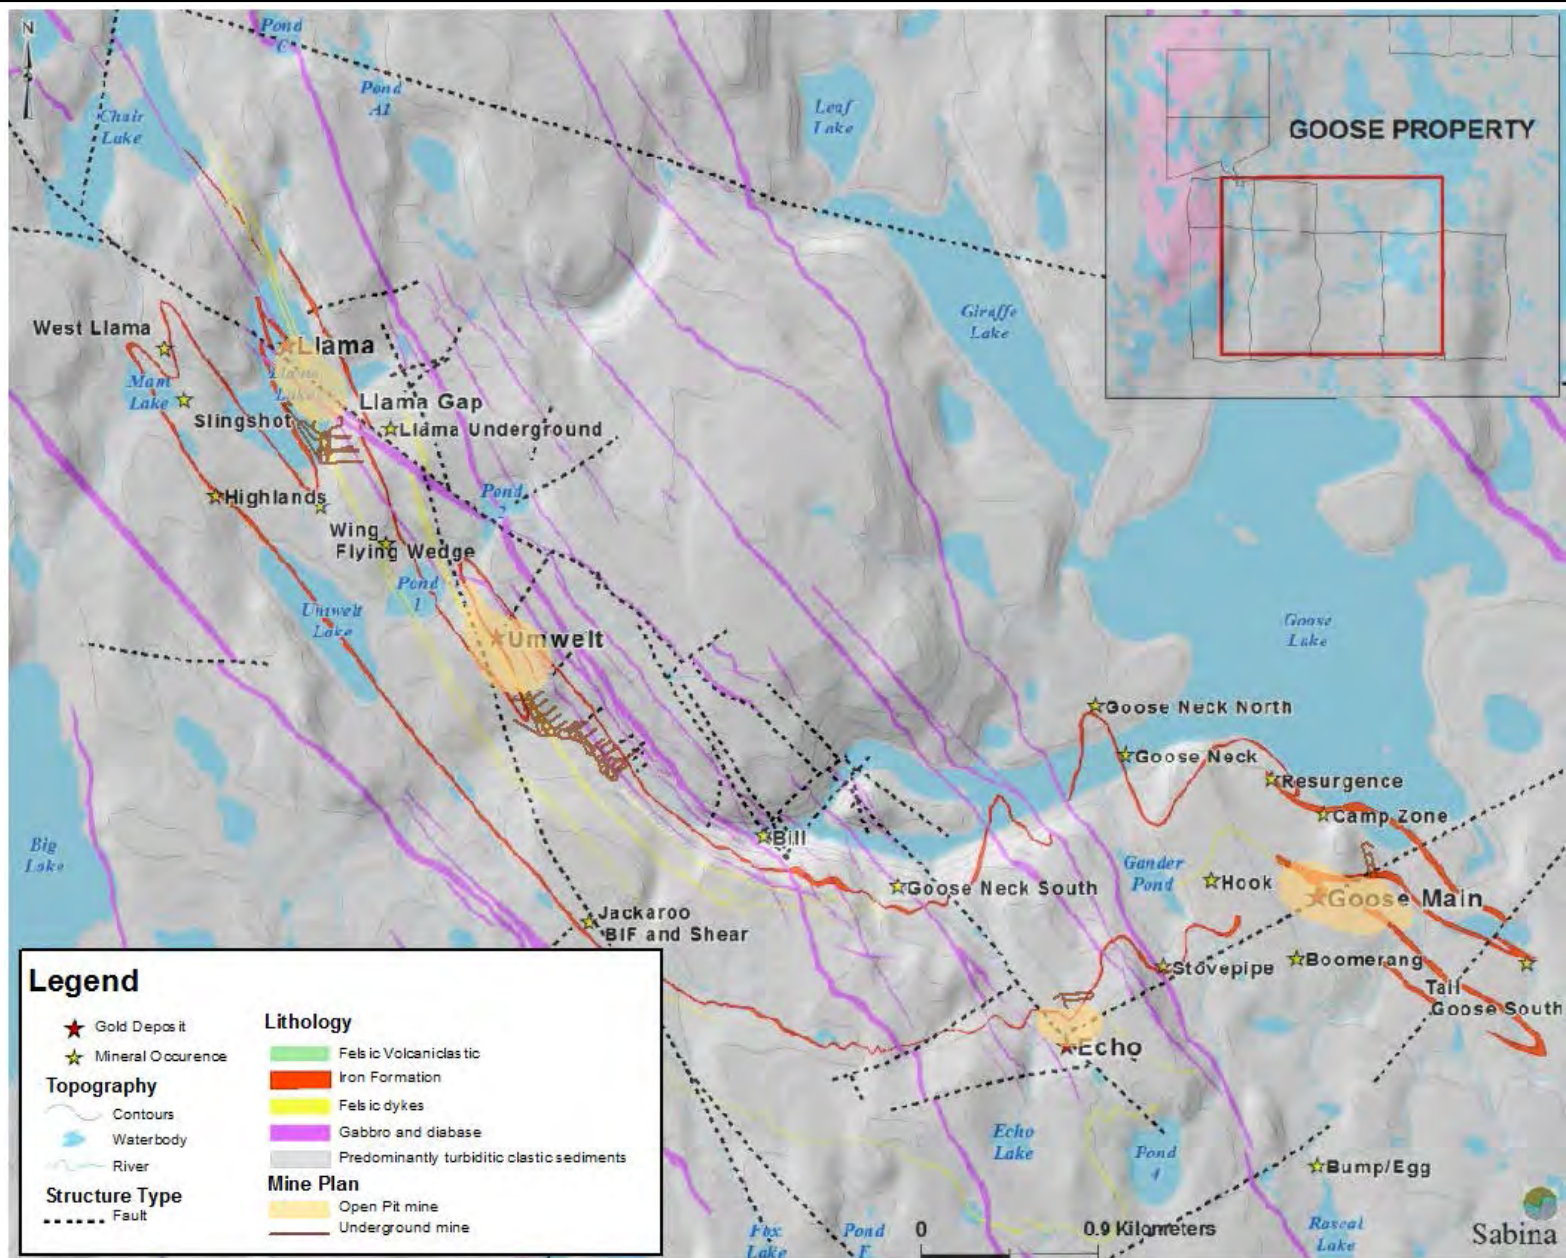 N
Pond
C
Pond
A1
Chair
Lake
Leaf
Lake
GOOSE PROPERTY
Giraffe
Lake
West Llama
Llama
Llama
Lake
Mam
Lake
Slingshot
Llama Gap
Llama Underground
Highlands
Pond
2
Wing
Flying Wedge
Pond
1
Umwelt
Lake
Umwelt
Goose
Lake
Goose Neck North
Goose Neck
Resurgence
Camp Zone
Big
Lake
Bill
Gander
Pond
Hook
Goose Neck South
Goose Main
Jackaroo
BIF and Shear
Stovepipe
Boomerang
Tail
Goose South
Echo
Echo
Lake
Pond
4
Bump/Egg
Fox
Lake
Pond
E
0
0.9 Kilometers
Rascal
Lake
Sabina
Legend
Gold Deposit
Mineral Occurence
Topography
Contours
Waterbody
River
Structure Type
Fault
Lithology
Felsic Volcaniclastic
Iron Formation
Felsic dykes
Gabbro and diabase
Predominantly turbiditic clastic sediments
Mine Plan
Open Pit mine
Underground mine